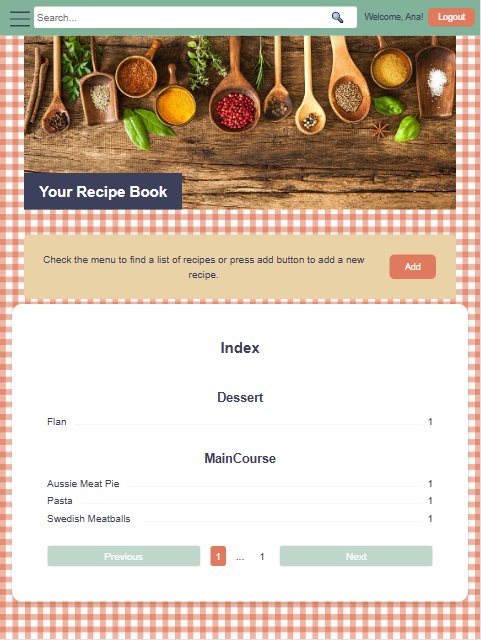 Search...
Welcome, Ana!
Logout
Your Recipe Book
Check the menu to find a list of recipes or press add button to add a new
recipe.
Add
Index
Dessert
Flan 1
MainCourse
Aussie Meat Pie 1
Pasta 1
Swedish Meatballs 1
Previous 1 ... 1 Next